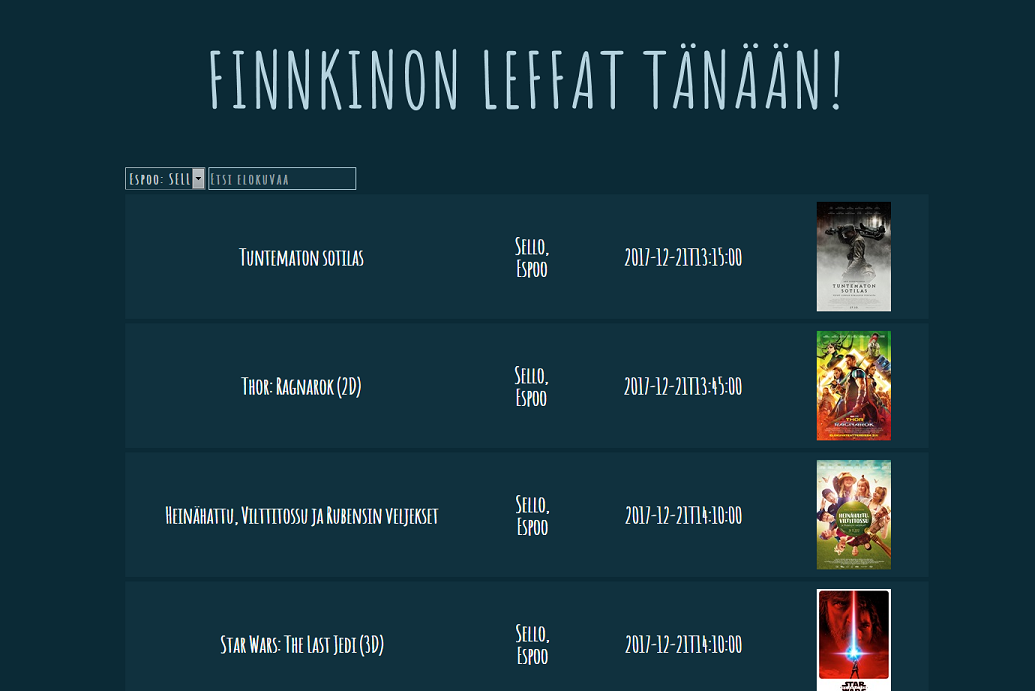 FINNKINON LEFFAT TÄNÄÄN!
Espoo: SELL
Etsi elokuvaa
Tuntematon sotilas
Sello,
Espoo
2017-12-21T13:15:00
TUNTEMATON
SOTILAS
Thor: Ragnarok (2D)
Sello,
Espoo
2017-12-21T13:45:00
THOR
RAGNAROK
Heinähattu, Vilttitossu ja Rubensin veljekset
Sello,
Espoo
2017-12-21T14:10:00
HEINÄHATTU,
VILTTITOSSU
Star Wars: The Last Jedi (3D)
Sello,
Espoo
2017-12-21T14:10:00
STAR
WARS